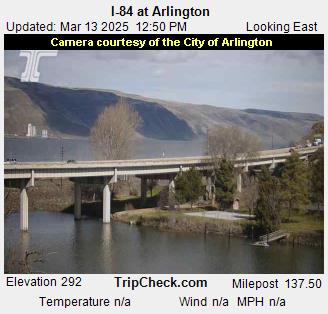 I-84 at Arlington
Updated: Mar 13 2025 12:50 PM Looking East
Camera courtesy of the City of Arlington
Elevation 292 TripCheck.com Milepost 137.50
Temperature n/a Wind n/a MPH n/a